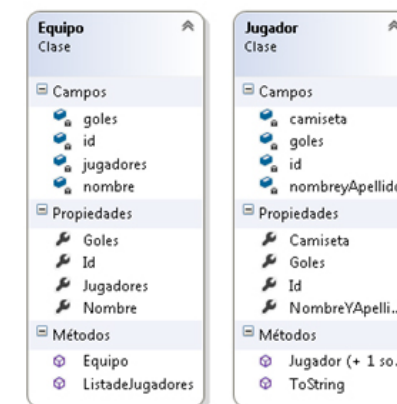 Equipo
Clase
Campos
goles
id
jugadores
nombre
Propiedades
Goles
Id
Jugadores
Nombre
Métodos
Equipo
ListadeJugadores
Jugador
Clase
Campos
camiseta
goles
id
nombreyApellido
Propiedades
Camiseta
Goles
Id
NombreYApelli...
Métodos
Jugador (+ 1 so...
ToString